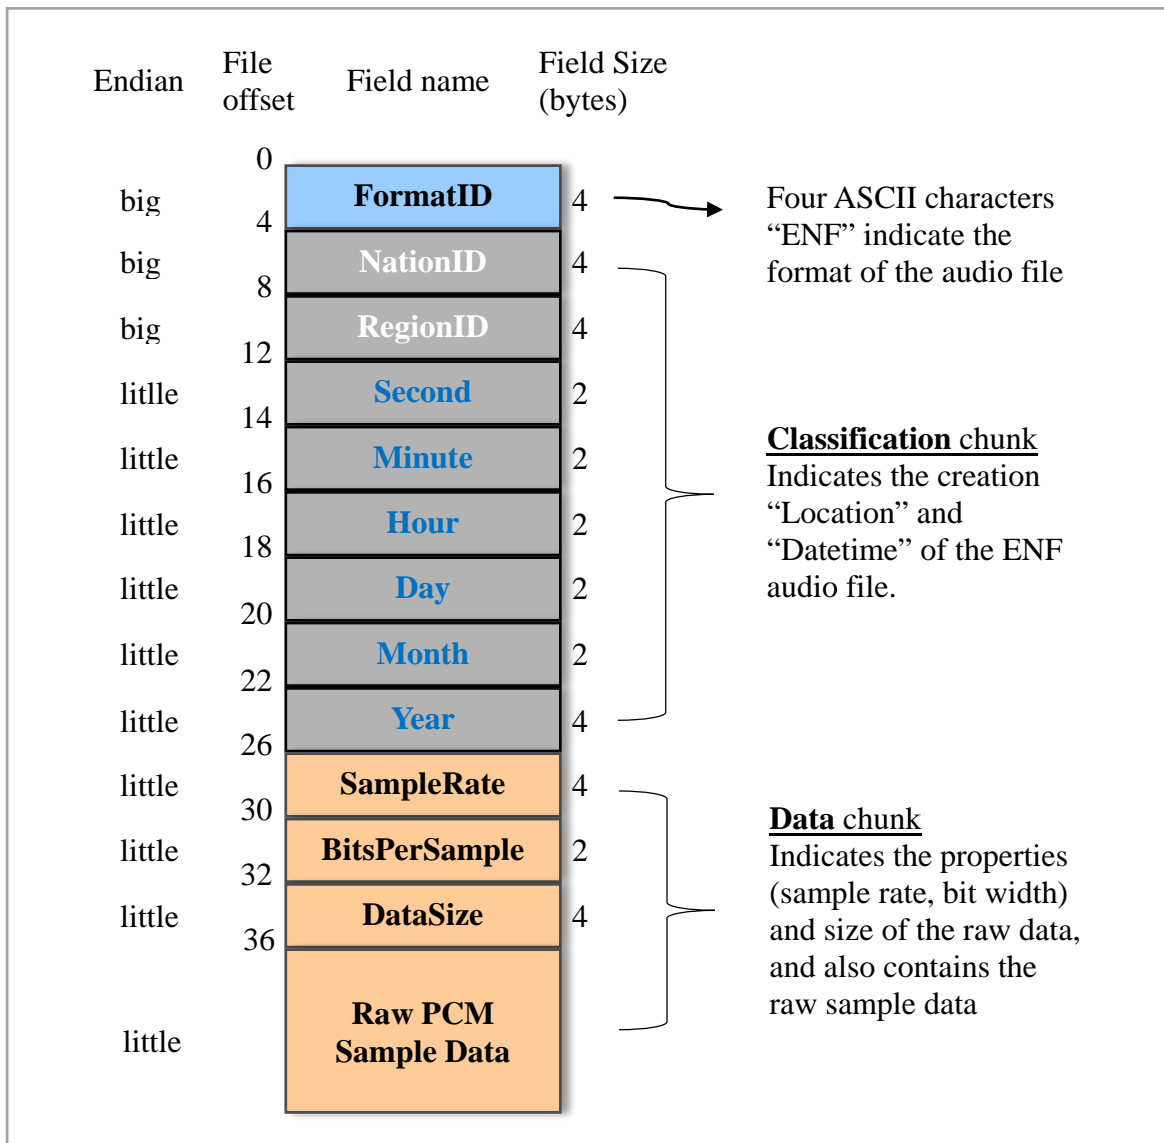 Endian
File
offset
Field name
Field Size
(bytes)
0
big
FormatID
4
Four ASCII characters
“ENF” indicate the
format of the audio file
4
big
NationID
4
8
big
RegionID
4
12
litlle
Second
2
14
little
Minute
2
16
little
Hour
2
18
little
Day
2
20
little
Month
2
22
little
Year
4
26
Classification chunk
Indicates the creation
“Location” and
“Datetime” of the ENF
audio file.
little
SampleRate
4
30
little
BitsPerSample
2
32
little
DataSize
4
36
little
Raw PCM
Sample Data
Data chunk
Indicates the properties
(sample rate, bit width)
and size of the raw data,
and also contains the
raw sample data